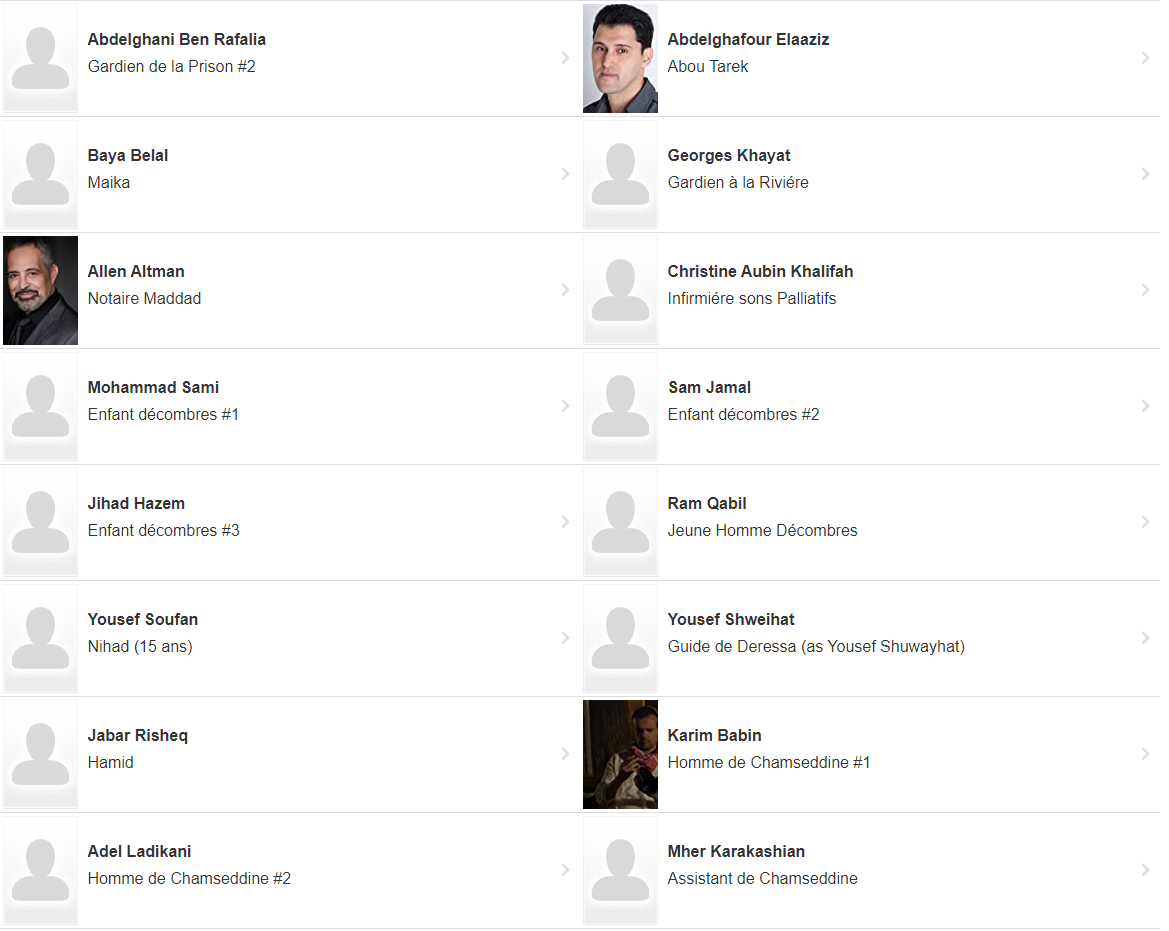 Abdelghani Ben Rafalia
Gardien de la Prison #2
Abdelghafour Elaaziz
Abou Tarek
Baya Belal
Maika
Georges Khayat
Gardien à la Riviére
Allen Altman
Notaire Maddad
Christine Aubin Khalifah
Infirmiére sons Palliatifs
Mohammad Sami
Enfant décombres #1
Sam Jamal
Enfant décombres #2
Jihad Hazem
Enfant décombres #3
Ram Qabil
Jeune Homme Décombres
Yousef Soufan
Nihad (15 ans)
Yousef Shweihat
Guide de Deressa (as Yousef Shuwayhat)
Jabar Risheq
Hamid
Karim Babin
Homme de Chamseddine #1
Adel Ladikani
Homme de Chamseddine #2
Mher Karakashian
Assistant de Chamseddine